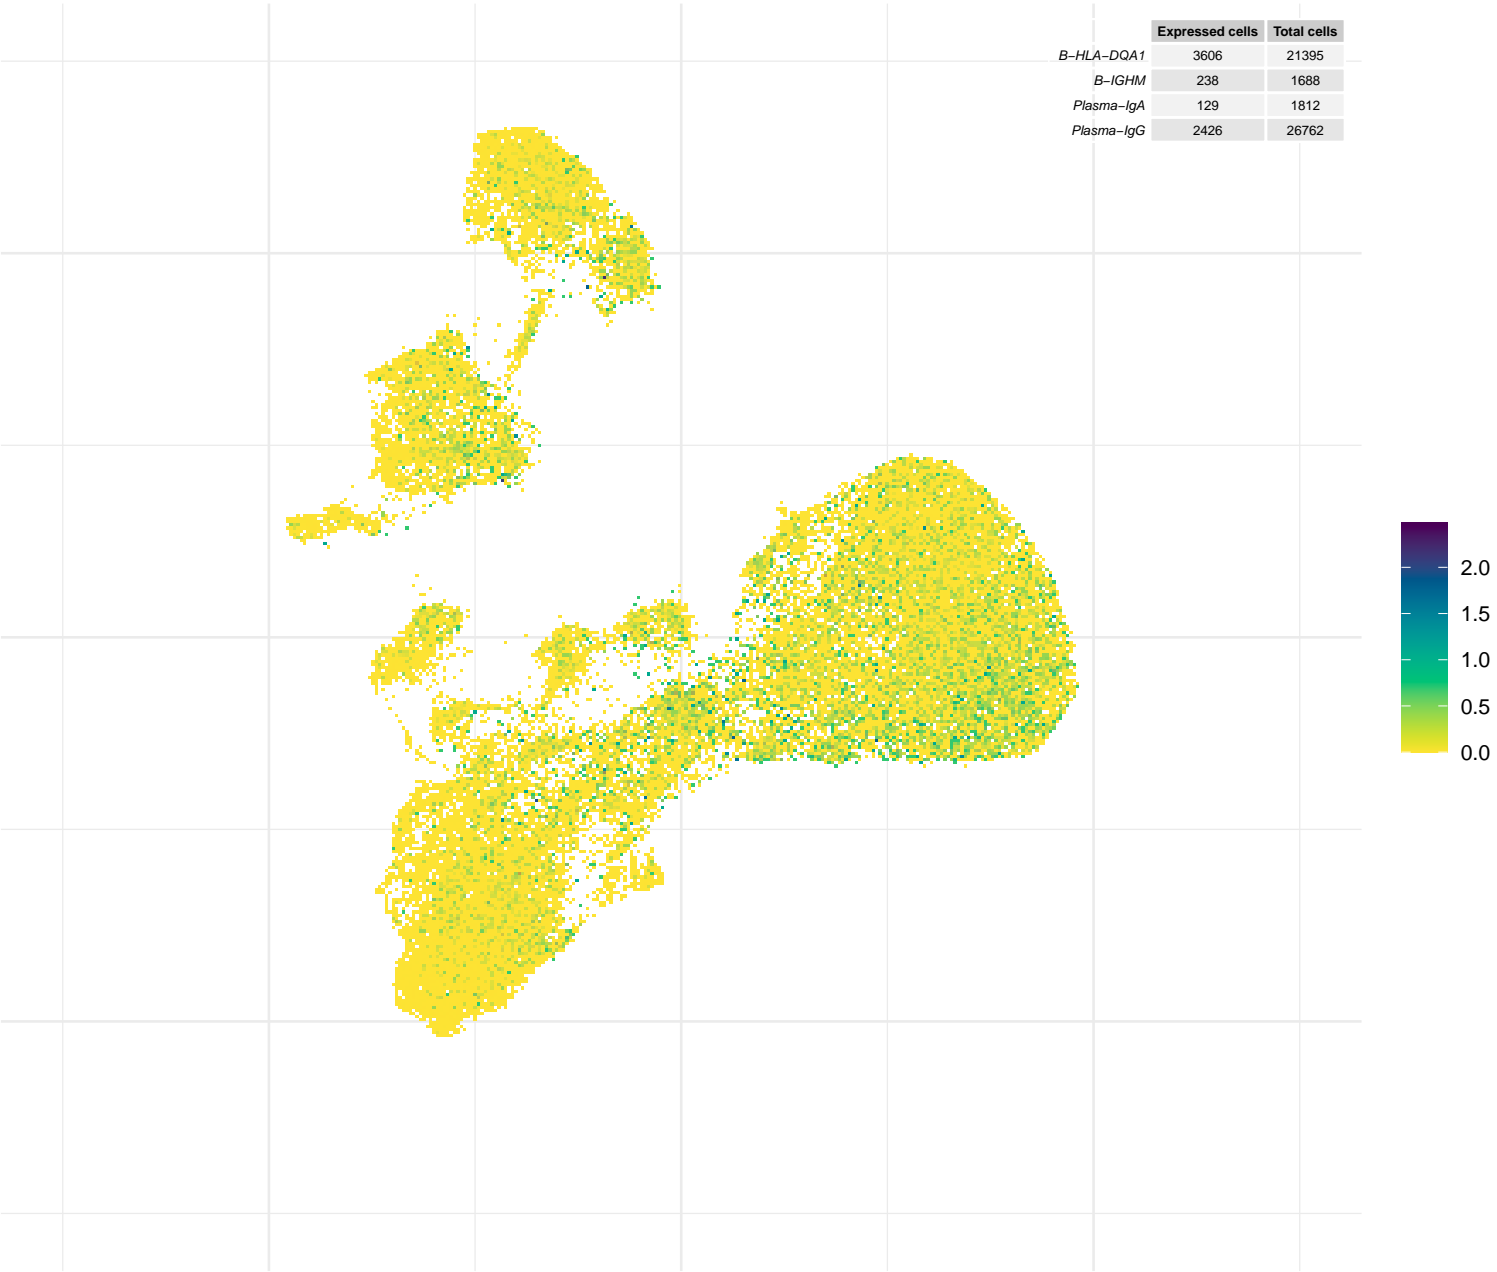 Expressed cells Total cells
B−HLA−DQA1 3606 21395
B−IGHM 238 1688
Plasma−IgA 129 1812
Plasma−IgG 2426 26762
2.0
1.5
1.0
0.5
0.0